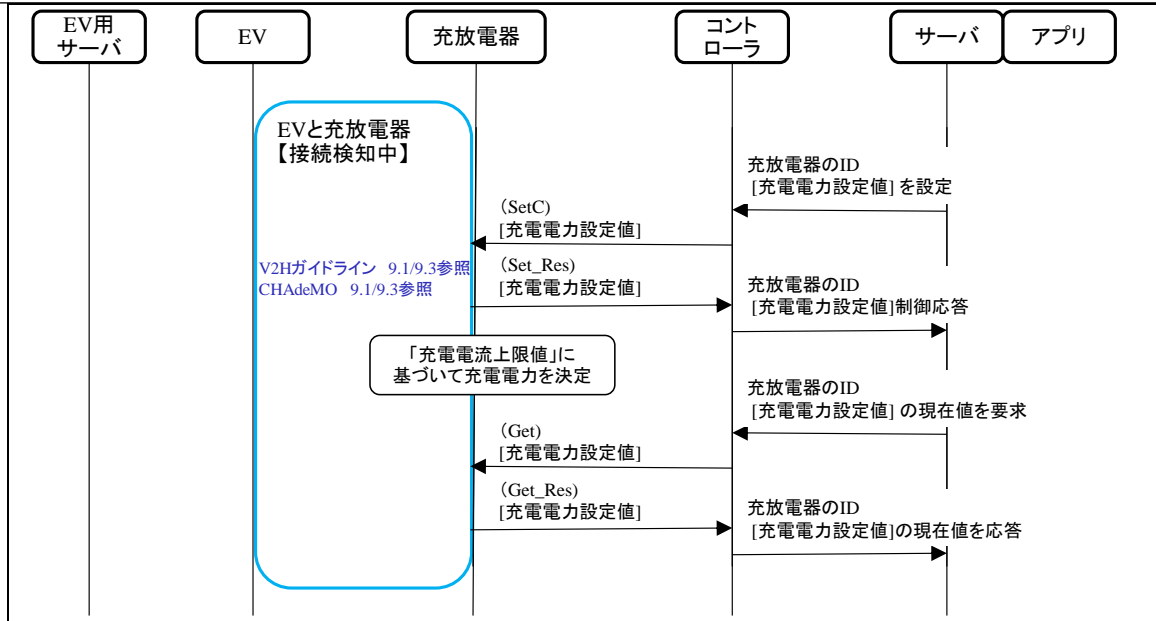 EV用
サーバ
EV
充放電器
コント
ローラ
サーバ
アプリ
EVと充放電器
【接続検知中】
充放電器のID
[充電電力設定値] を設定
（SetC)
[充電電力設定値]
V2Hガイドライン 9.1/9.3参照
CHAdeMO 9.1/9.3参照
（Set_Res)
[充電電力設定値]
充放電器のID
[充電電力設定値]制御応答
「充電電流上限値」に
基づいて充電電力を決定
充放電器のID
[充電電力設定値] の現在値を要求
（Get)
[充電電力設定値]
（Get_Res)
[充電電力設定値]
充放電器のID
[充電電力設定値]の現在値を応答